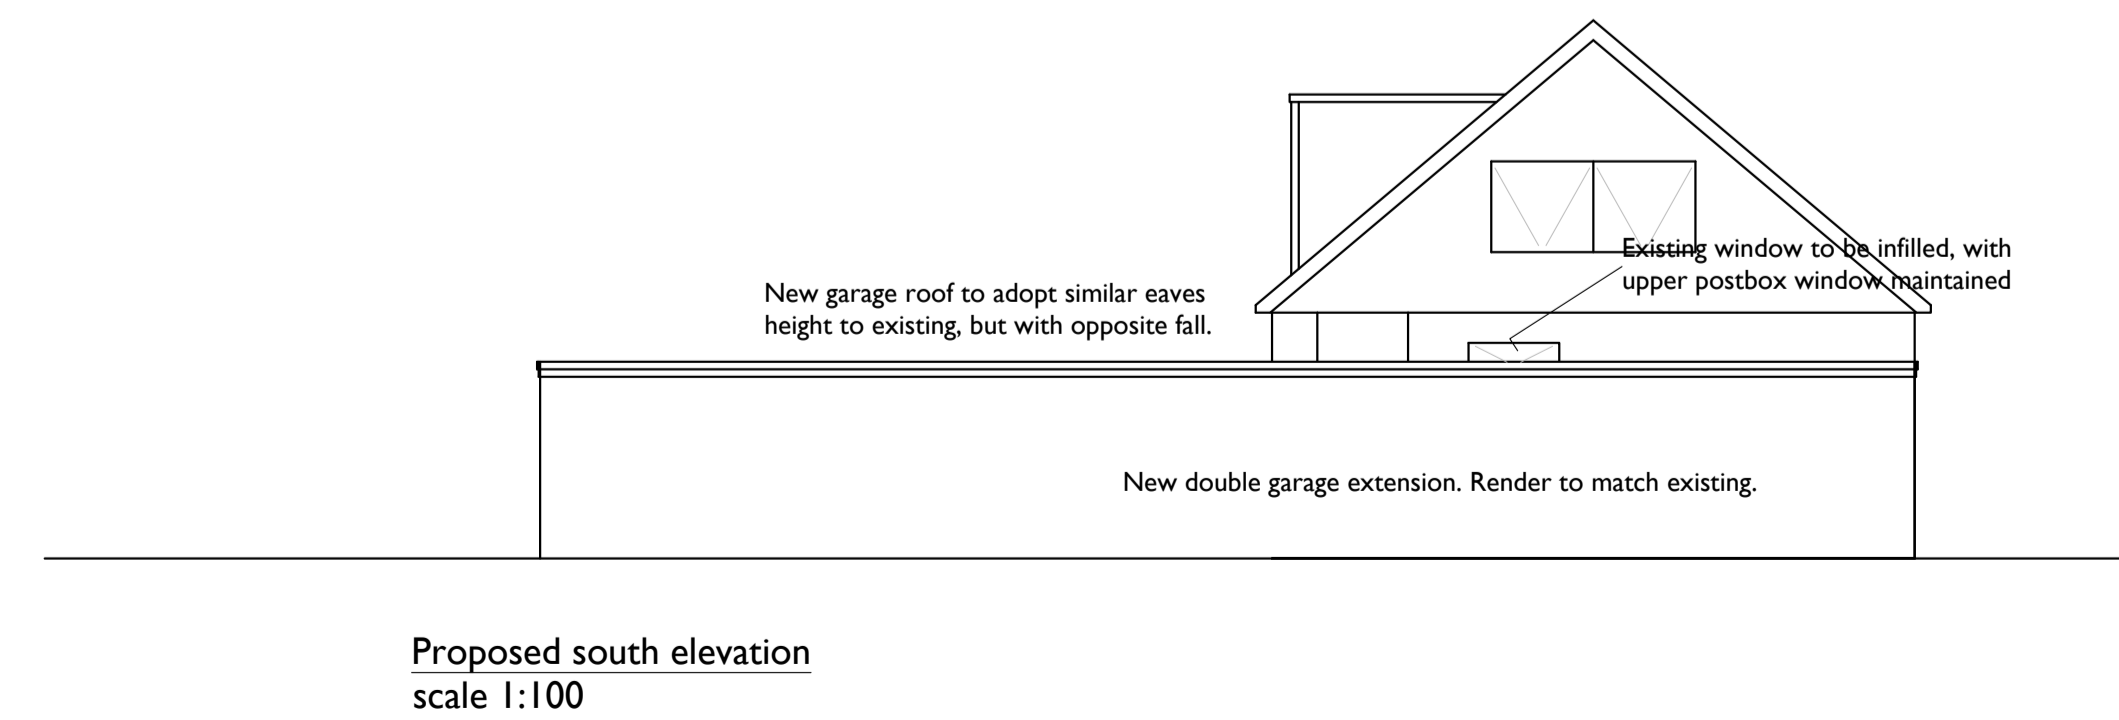 Existing window to be infilled, with
upper postbox window maintained
New garage roof to adopt similar eaves
height to existing, but with opposite fall.
New double garage extension. Render to match existing.
Proposed south elevation
scale 1:100